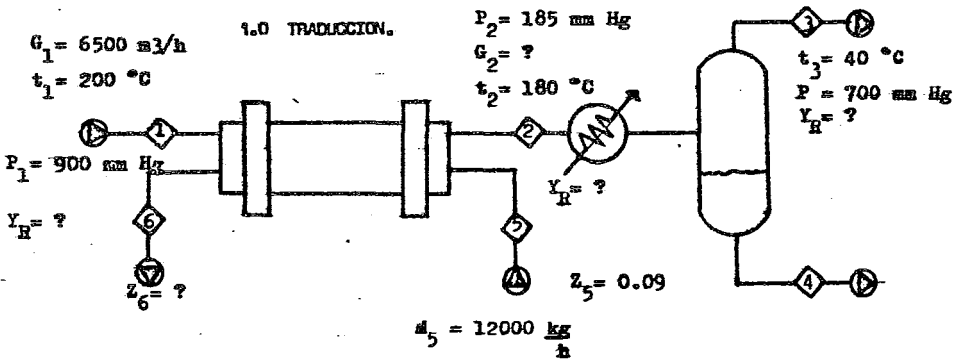 1.0 TRADUCCION.
G1= 6500 m3/h
t1= 200 °C
P2= 185 mm Hg
G2= ?
t2= 180 °C
3
t3= 40 °C
P = 700 mm Hg
YR= ?
1
2
P1= 900 mm Hg
YR= ?
YR= ?
6
5
Z6= ?
Z5= 0.09
4
M5 = 12000 kg
h